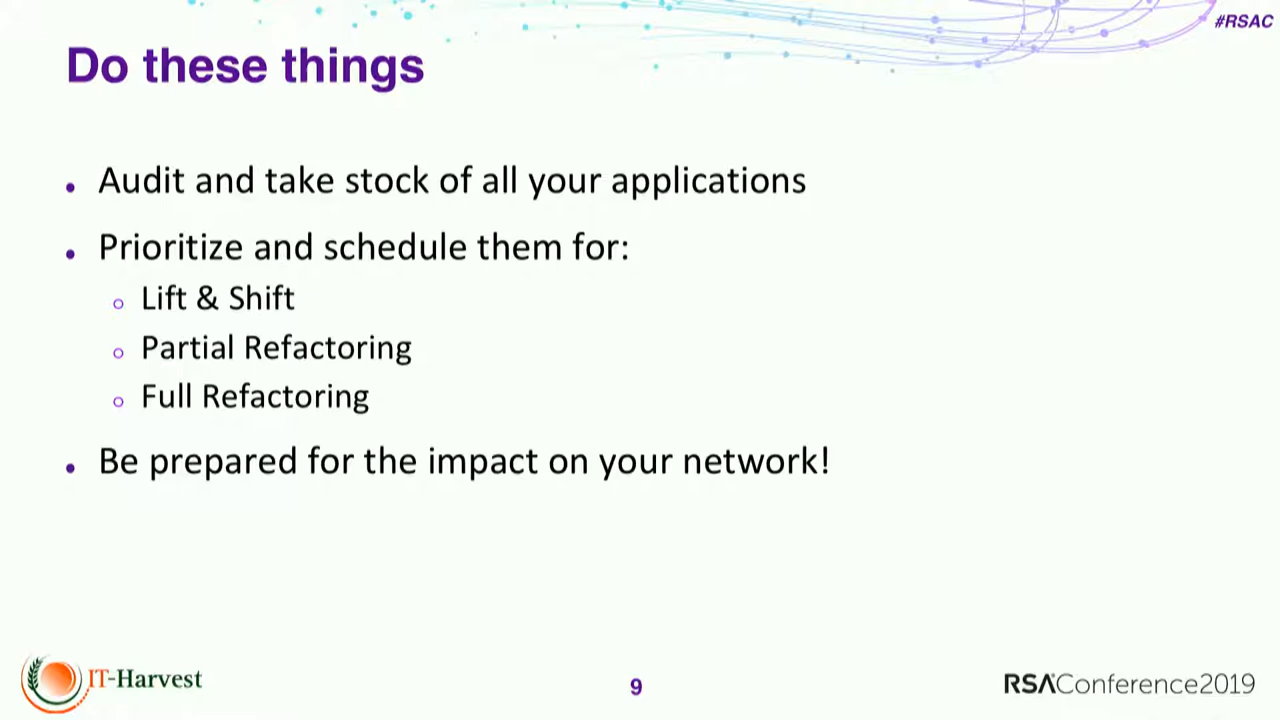 #RSAC
Do these things
• Audit and take stock of all your applications
• Prioritize and schedule them for:
○ Lift & Shift
○ Partial Refactoring
○ Full Refactoring
• Be prepared for the impact on your network!
IT-Harvest
9
RSAConference2019